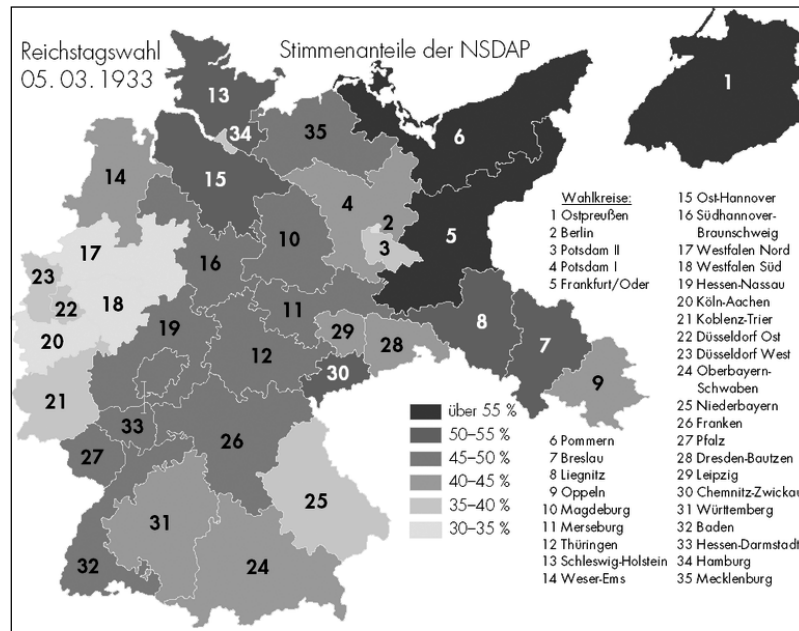 Reichstagswahl
05.03.1933
Stimmenanteile der NSDAP
1
13
34
35
6
14
15
4
2
3
5
10
17
16
23
18
22
11
20
19
29
28
8
7
12
30
9
21
33
26
27
25
31
32
24
Wahlkreise:
1 Ostpreußen
2 Berlin
3 Potsdam II
4 Potsdam I
5 Frankfurt/Oder
6 Pommern
7 Breslau
8 Liegnitz
9 Oppeln
10 Magdeburg
11 Merseburg
12 Thüringen
13 Schleswig-Holstein
14 Weser-Ems
15 Ost-Hannover
16 Südhannover-
Braunschweig
17 Westfalen Nord
18 Westfalen Süd
19 Hessen-Nassau
20 Köln-Aachen
21 Koblenz-Trier
22 Düsseldorf Ost
23 Düsseldorf West
24 Oberbayern-
Schwaben
25 Niederbayern
26 Franken
27 Pfalz
28 Dresden-Bautzen
29 Leipzig
30 Chemnitz-Zwickau
31 Württemberg
32 Baden
33 Hessen-Darmstadt
34 Hamburg
35 Mecklenburg
über 55 %
50–55 %
45–50 %
40–45 %
35–40 %
30–35 %